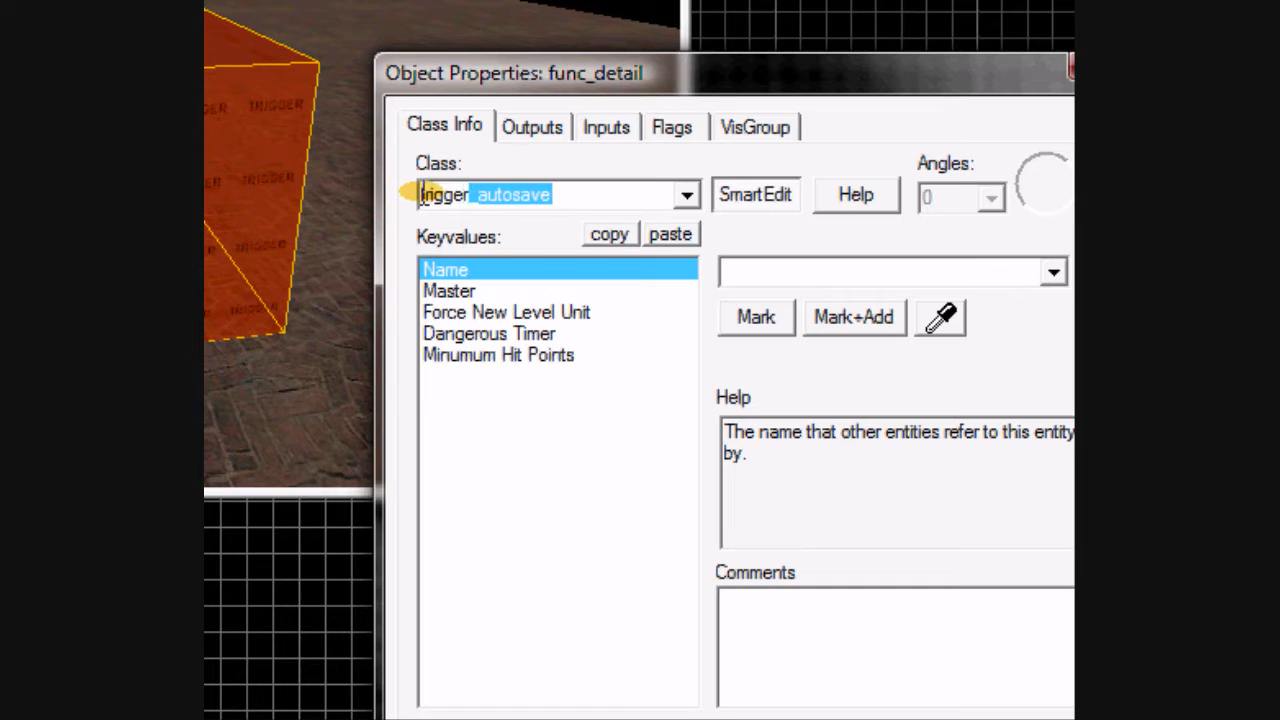 GER TRIGGER
TRIGGER
TRIGGER
Object Properties: func_detail
Class Info Outputs Inputs Flags VisGroup
Class: Angles:
trigger_autosave SmartEdit Help 0
Keyvalues: copy paste
Name
Master
Force New Level Unit
Dangerous Timer
Minumum Hit Points
Mark Mark+Add
Help
The name that other entities refer to this entity
by.
Comments